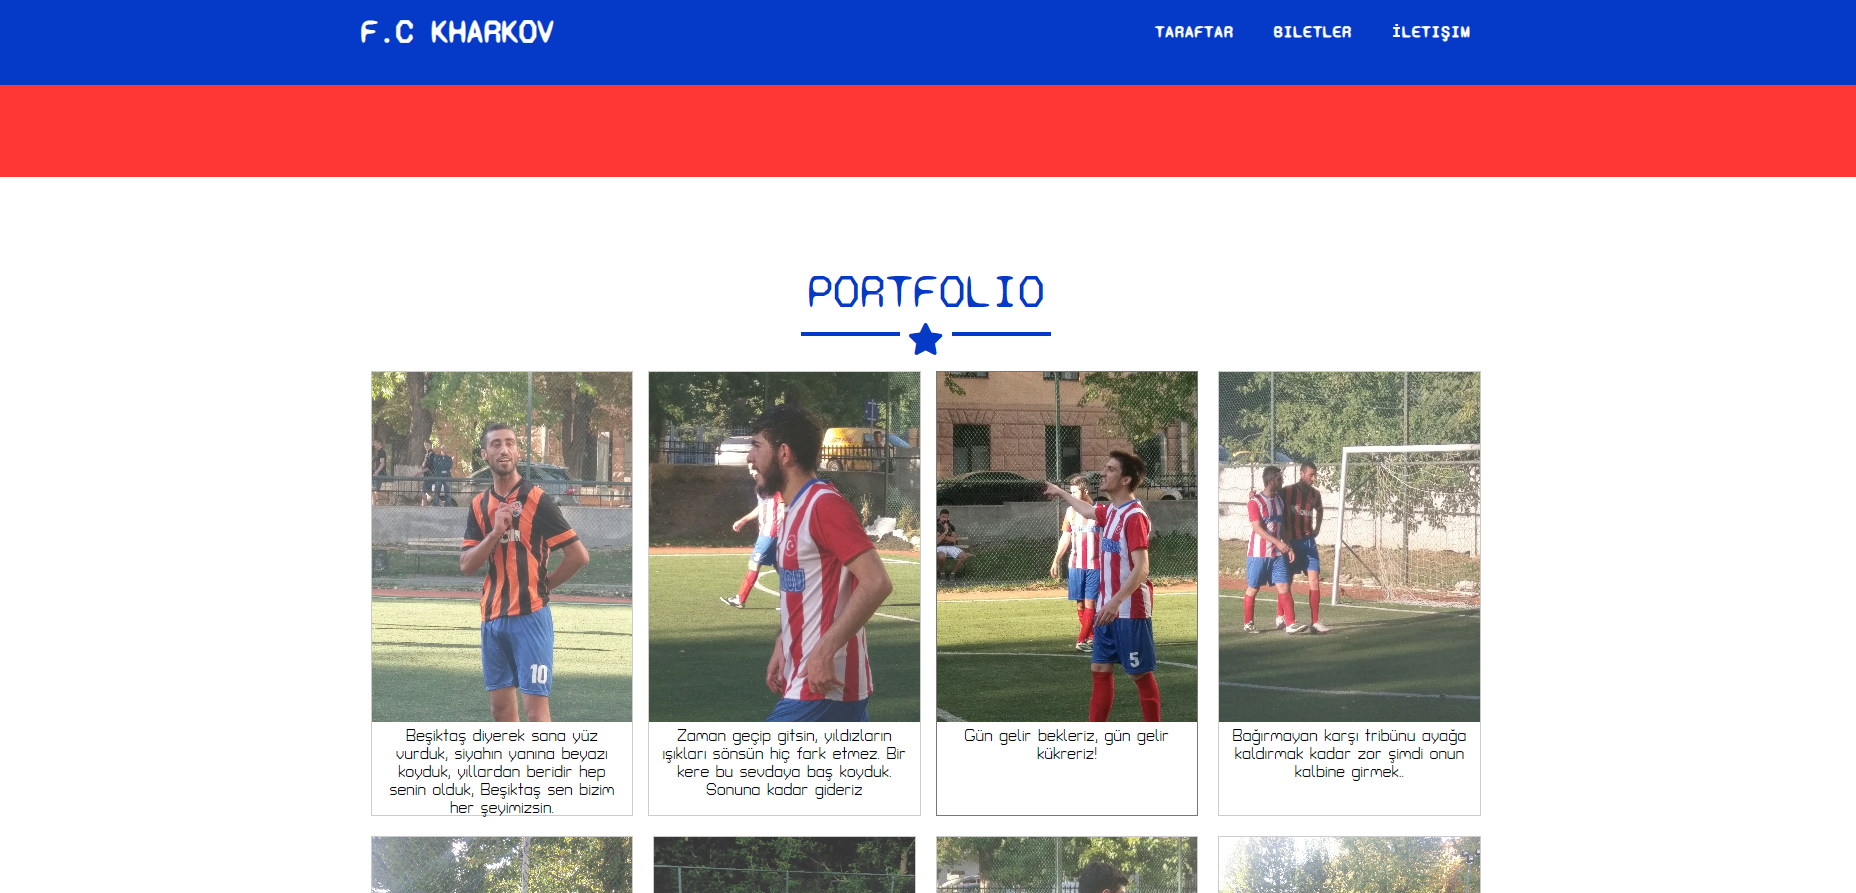 F.C KHARKOV
TARAFTAR BILETLER İLETIŞIM
PORTFOLIO
10
5
Beşiktaş diyerek sana yüz
vurduk, siyahın yanına beyazı
koyduk, yıllardan beridir hep
senin olduk, Beşiktaş sen bizim
her şeyimizsin.
Zaman geçip gitsin, yıldızların
ışıkları sönsün hiç fark etmez. Bir
kere bu sevdaya baş koyduk.
Sonuna kadar gideriz
Gün gelir bekleriz, gün gelir
kükreriz!
Bağırmayan karşı tribünu ayağa
kaldırmak kadar zor şimdi onun
kalbine girmek..